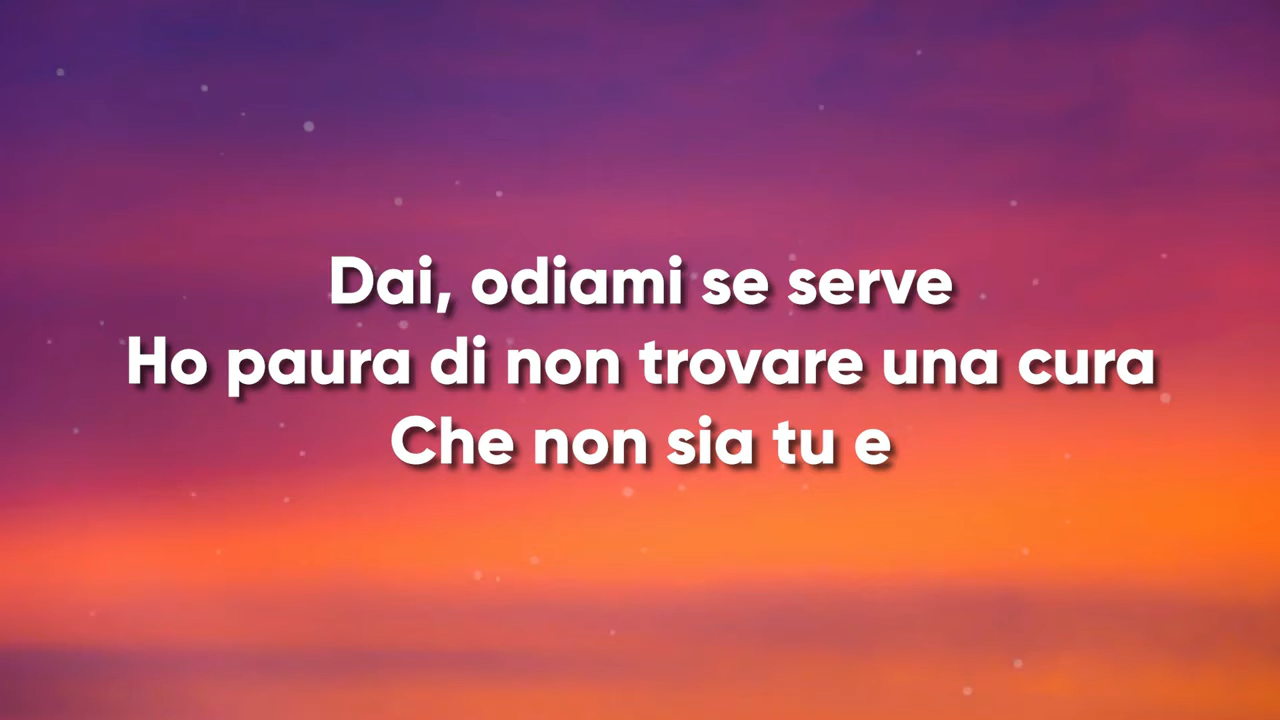 Dai, odiami se serve
Ho paura di non trovare una cura
Che non sia tu e